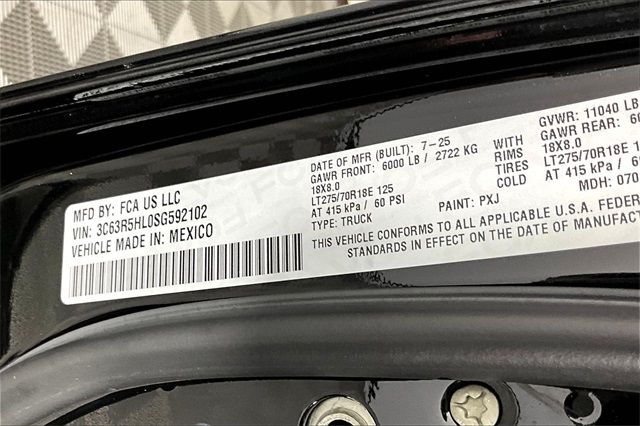 MFD BY: FCA US LLC
VIN: 3C63R5HL0SG592102
VEHICLE MADE IN: MEXICO
DATE OF MFR (BUILT): 7-25
GAWR FRONT: 6000 LB / 2722 KG
18X8.0
LT275/70R18E 125
AT 415 kPa / 60 PSI
TYPE: TRUCK
PAINT: PXJ
WITH
RIMS
TIRES
COLD
GVWR: 11040 LB
GAWR REAR:
18X8.0
LT275/70R18E
AT 415 kPa /
MDH: 070
THIS VEHICLE CONFORMS TO ALL APPLICABLE U.S.A. FEDERAL
STANDARDS IN EFFECT ON THE DATE OF MANUFACT